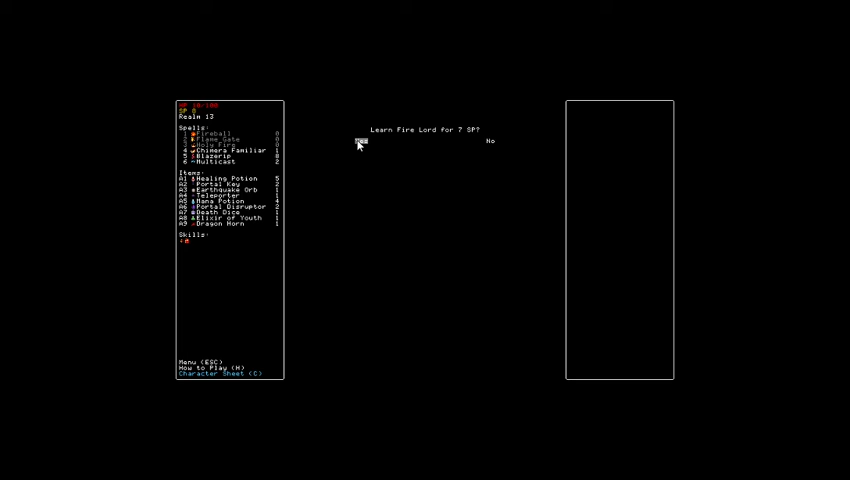 SP 8
Realm 13
Spells:
1 Fireball 0
2 Flame Gate 0
3 Holy Fire 0
4 Chimera Familiar 1
5 Blazerip 8
6 Multicast 2
Items:
A1 Healing Potion 5
A2 Portal Key 2
A3 Earthquake Orb 1
A4 Teleporter 1
A5 Mana Potion 4
A6 Portal Disruptor 2
A7 Death Dice 1
A8 Elixir of Youth 1
A9 Dragon Horn 1
Skills:
Menu (ESC)
How to Play (H)
Character Sheet (C)
Learn Fire Lord for 7 SP?
Yes
No